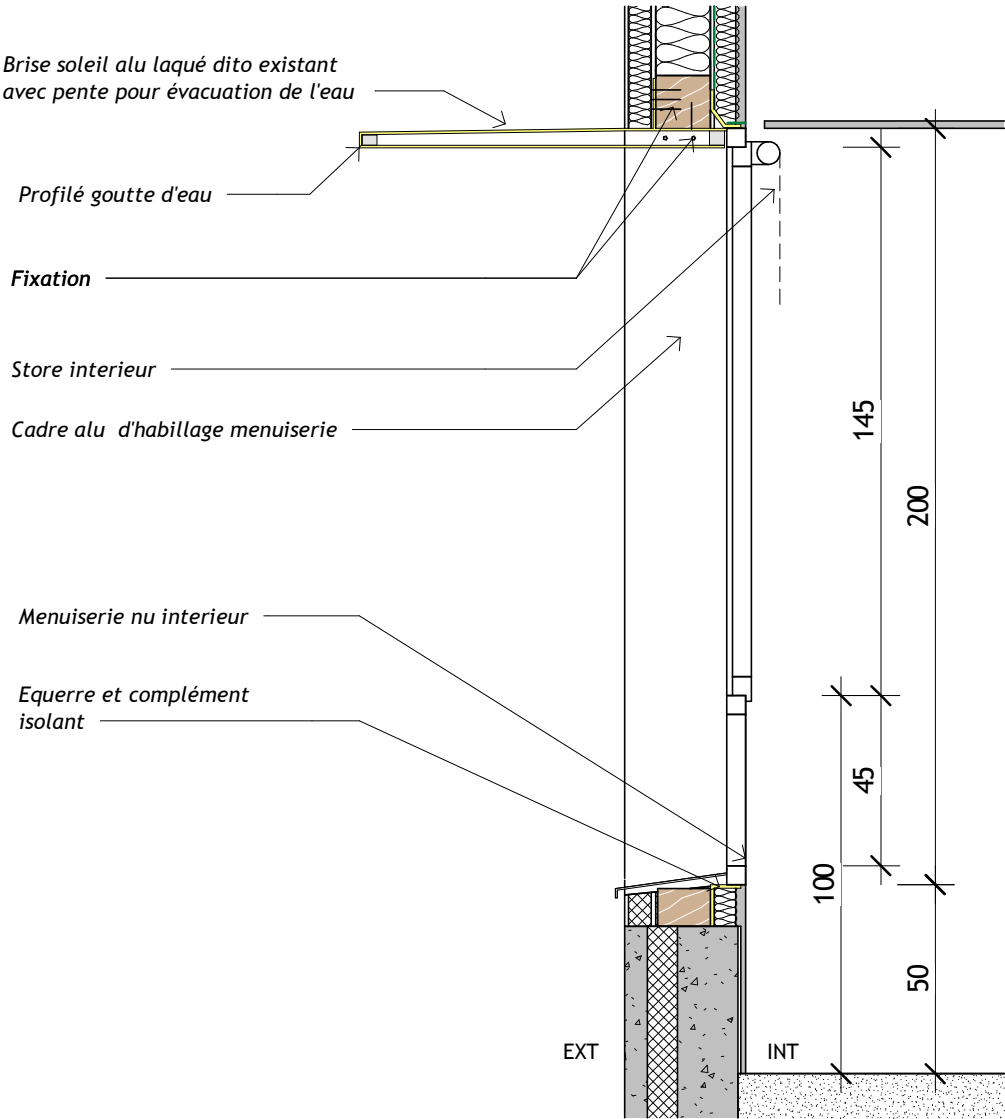 Brise soleil alu laqué dito existant
avec pente pour évacuation de l'eau
Profilé goutte d'eau
Fixation
Store interieur
Cadre alu d'habillage menuiserie
145
200
Menuiserie nu interieur
Equerre et complément
isolant
45
100
50
EXT
INT